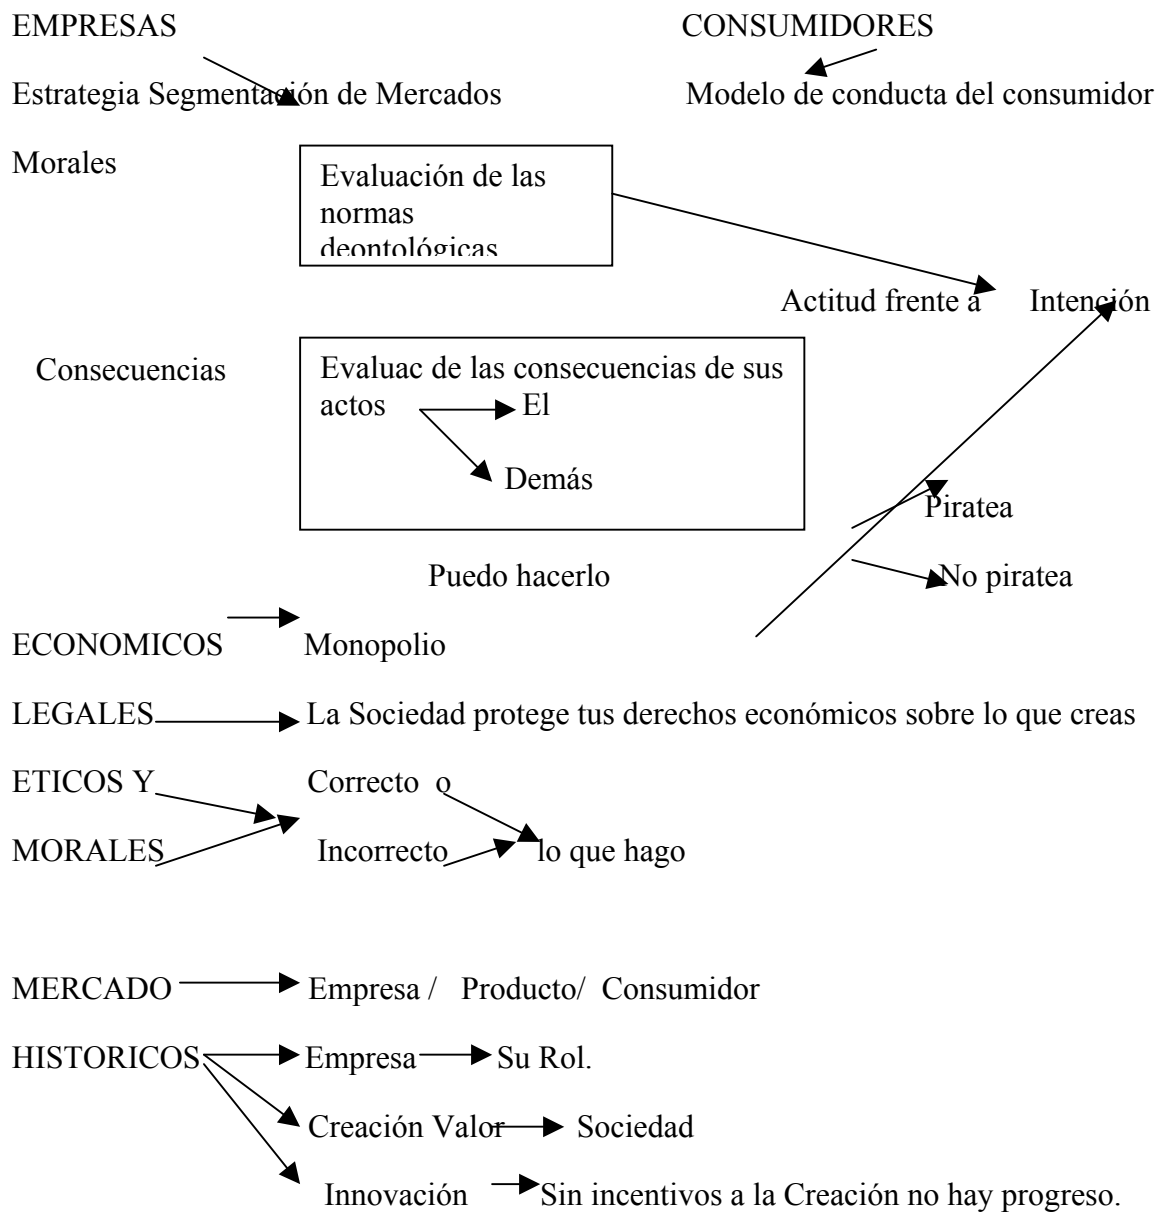 EMPRESAS CONSUMIDORES
Estrategia Segmentación de Mercados Modelo de conducta del consumidor
Morales
Evaluación de las
normas
deontológicas
Actitud frente a Intención
Consecuencias
Evaluac de las consecuencias de sus
actos El
Demás
Piratea
Puedo hacerlo No piratea
ECONOMICOS Monopolio
LEGALES La Sociedad protege tus derechos económicos sobre lo que creas
ETICOS Y Correcto o
MORALES Incorrecto lo que hago
MERCADO Empresa / Producto/ Consumidor
HISTORICOS Empresa Su Rol.
Creación Valor Sociedad
Innovación Sin incentivos a la Creación no hay progreso.